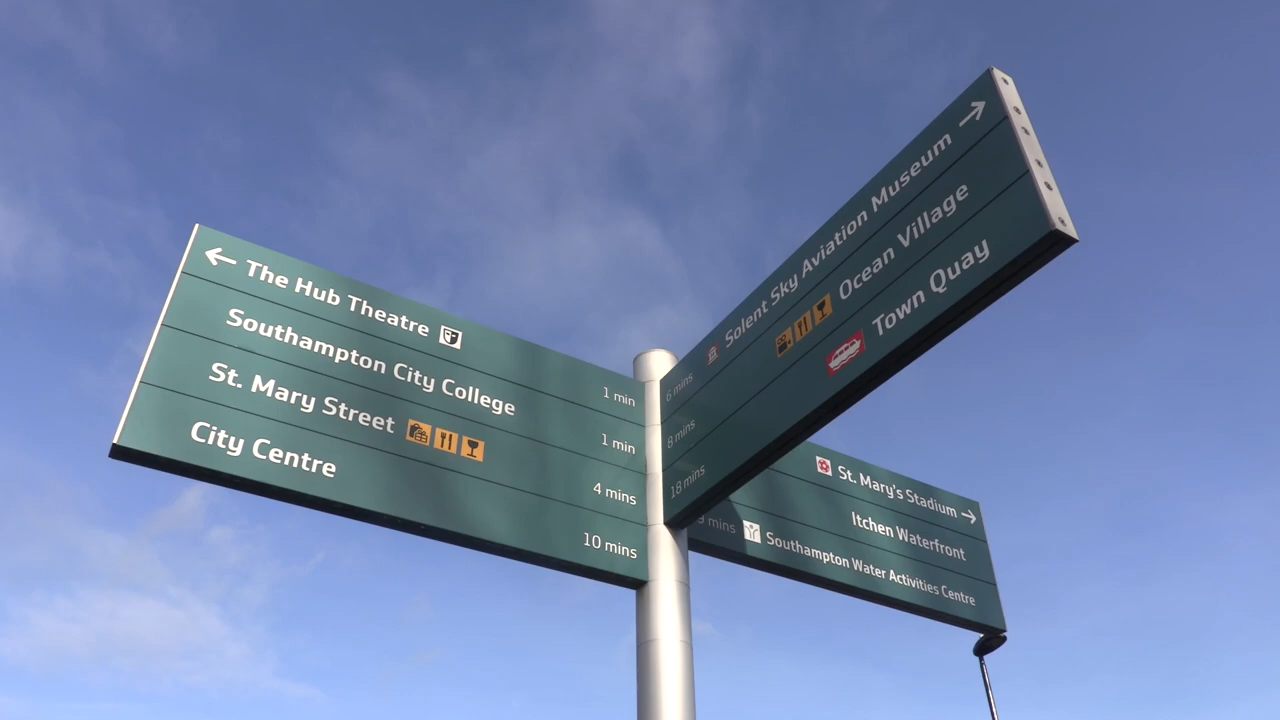 The Hub Theatre 1 min
Southampton City College 1 min
St. Mary Street 4 mins
City Centre 10 mins
Solent Sky Aviation Museum 6 mins
Ocean Village 8 mins
Town Quay 18 mins
St. Mary's Stadium
Itchen Waterfront
mins Southampton Water Activities Centre